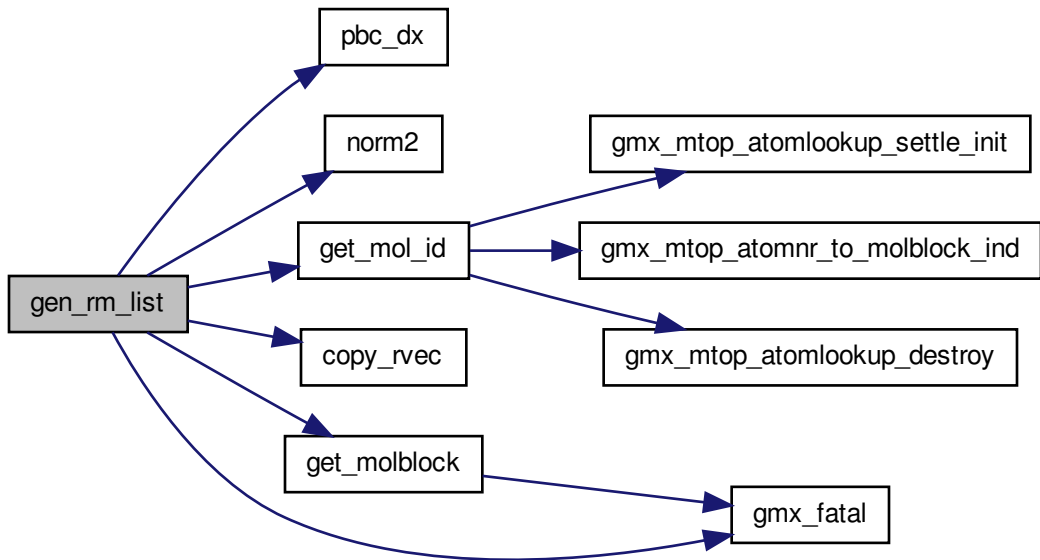 pbc_dx
norm2
gmx_mtop_atomlookup_settle_init
get_mol_id
gmx_mtop_atomnr_to_molblock_ind
gen_rm_list
copy_rvec
gmx_mtop_atomlookup_destroy
get_molblock
gmx_fatal